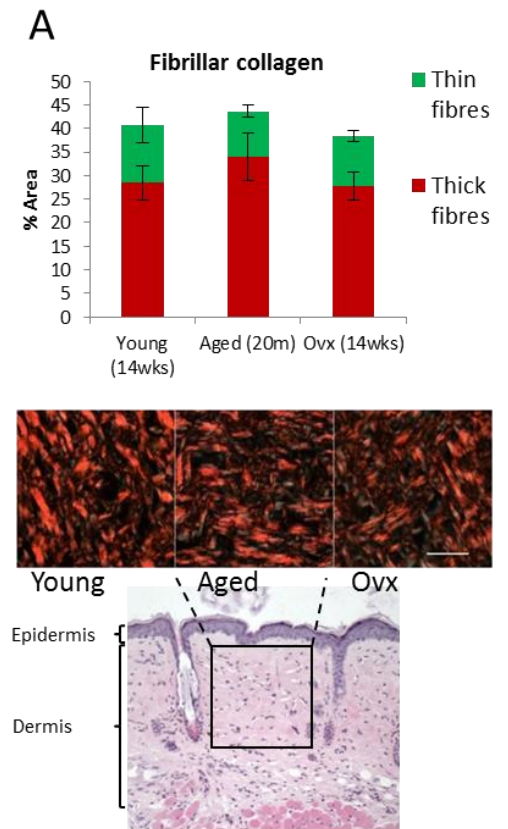 A
Fibrillar collagen
50
45
40
35
30
25
20
15
10
5
0
% Area
Thin
fibres
Thick
fibres
Young
(14wks)
Aged (20m)
Ovx (14wks)
Young
Aged
Ovx
Epidermis
Dermis